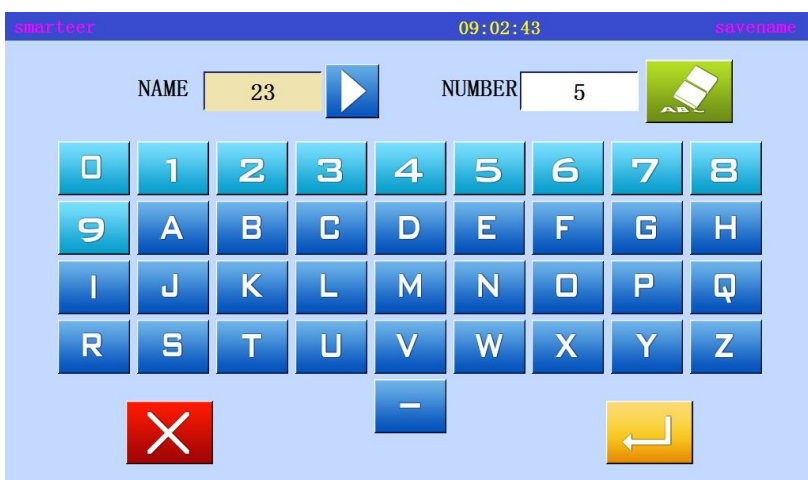 smarteer 09:02:43 savename
NAME 23 NUMBER 5
ABC
0 1 2 3 4 5 6 7 8
9 A B C D E F G H
I J K L M N O P Q
R S T U V W X Y Z
-